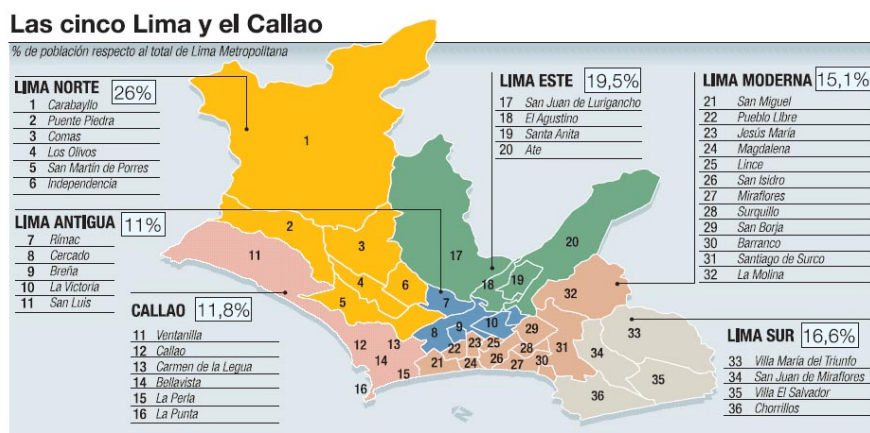 Las cinco Lima y el Callao
% de población respecto al total de Lima Metropolitana
LIMA NORTE 26%
1 Carabayllo
2 Puente Piedra
3 Comas
4 Los Olivos
5 San Martín de Porres
6 Independencia
LIMA ANTIGUA 11%
7 Rímac
8 Cercado
9 Breña
10 La Victoria
11 San Luis
CALLAO 11,8%
11 Ventanilla
12 Callao
13 Carmen de la Legua
14 Bellavista
15 La Perla
16 La Punta
LIMA ESTE 19,5%
17 San Juan de Lurigancho
18 El Agustino
19 Santa Anita
20 Ate
LIMA MODERNA 15,1%
21 San Miguel
22 Pueblo Libre
23 Jesús María
24 Magdalena
25 Lince
26 San Isidro
27 Miraflores
28 Surquillo
29 San Borja
30 Barranco
31 Santiago de Surco
32 La Molina
LIMA SUR 16,6%
33 Villa María del Triunfo
34 San Juan de Miraflores
35 Villa El Salvador
36 Chorrillos
1
2
3
4
5
6
7
8
9
10
11
12
13
14
15
16
17
18
19
20
21
22
23
24
25
26
27
28
29
30
31
32
33
34
35
36
N